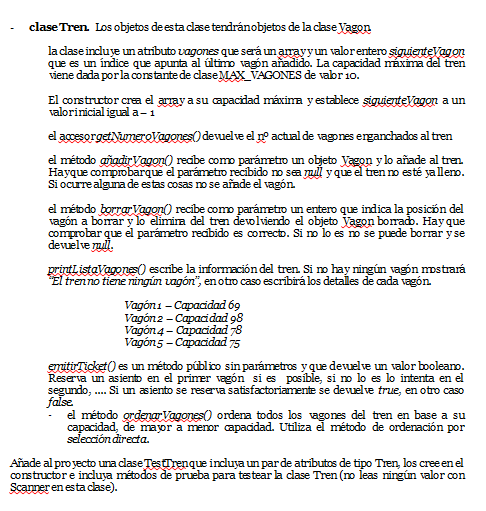 - clase Tren. Los objetos de esta clase tendrán objetos de la clase Vagon
la clase incluye un atributo vagones que será un array y un valor entero siguienteVagon
que es un índice que apunta al último vagón añadido. La capacidad máxima del tren
viene dada por la constante de clase MAX_VAGONES de valor 10.
El constructor crea el array a su capacidad máxima y establece siguienteVagon a un
valor inicial igual a – 1
el accesor getNumeroVagones() devuelve el nº actual de vagones enganchados al tren
el método añadirVagon() recibe como parámetro un objeto Vagon y lo añade al tren.
Hay que comprobar que el parámetro recibido no sea null y que el tren no esté ya lleno.
Si ocurre alguna de estas cosas no se añade el vagón.
el método borrarVagon() recibe como parámetro un entero que indica la posición del
vagón a borrar y lo elimina del tren devolviendo el objeto Vagon borrado. Hay que
comprobar que el parámetro recibido es correcto. Si no lo es no se puede borrar y se
devuelve null.
printListaVagones() escribe la información del tren. Si no hay ningún vagón mostrará
"El tren no tiene ningún vagón", en otro caso escribirá los detalles de cada vagón.
Vagón 1 – Capacidad 69
Vagón 2 – Capacidad 98
Vagón 4 – Capacidad 78
Vagón 5 – Capacidad 75
emitirTicket() es un método público sin parámetros y que devuelve un valor booleano.
Reserva un asiento en el primer vagón si es posible, si no lo es lo intenta en el
segundo, .... Si un asiento se reserva satisfactoriamente se devuelve true, en otro caso
false.
- el método ordenarVagones() ordena todos los vagones del tren en base a su
capacidad, de mayor a menor capacidad. Utiliza el método de ordenación por
selección directa.
Añade al proyecto una clase TestTren que incluya un par de atributos de tipo Tren, los cree en el
constructor e incluya métodos de prueba para testear la clase Tren (no leas ningún valor con
Scanner en esta clase).